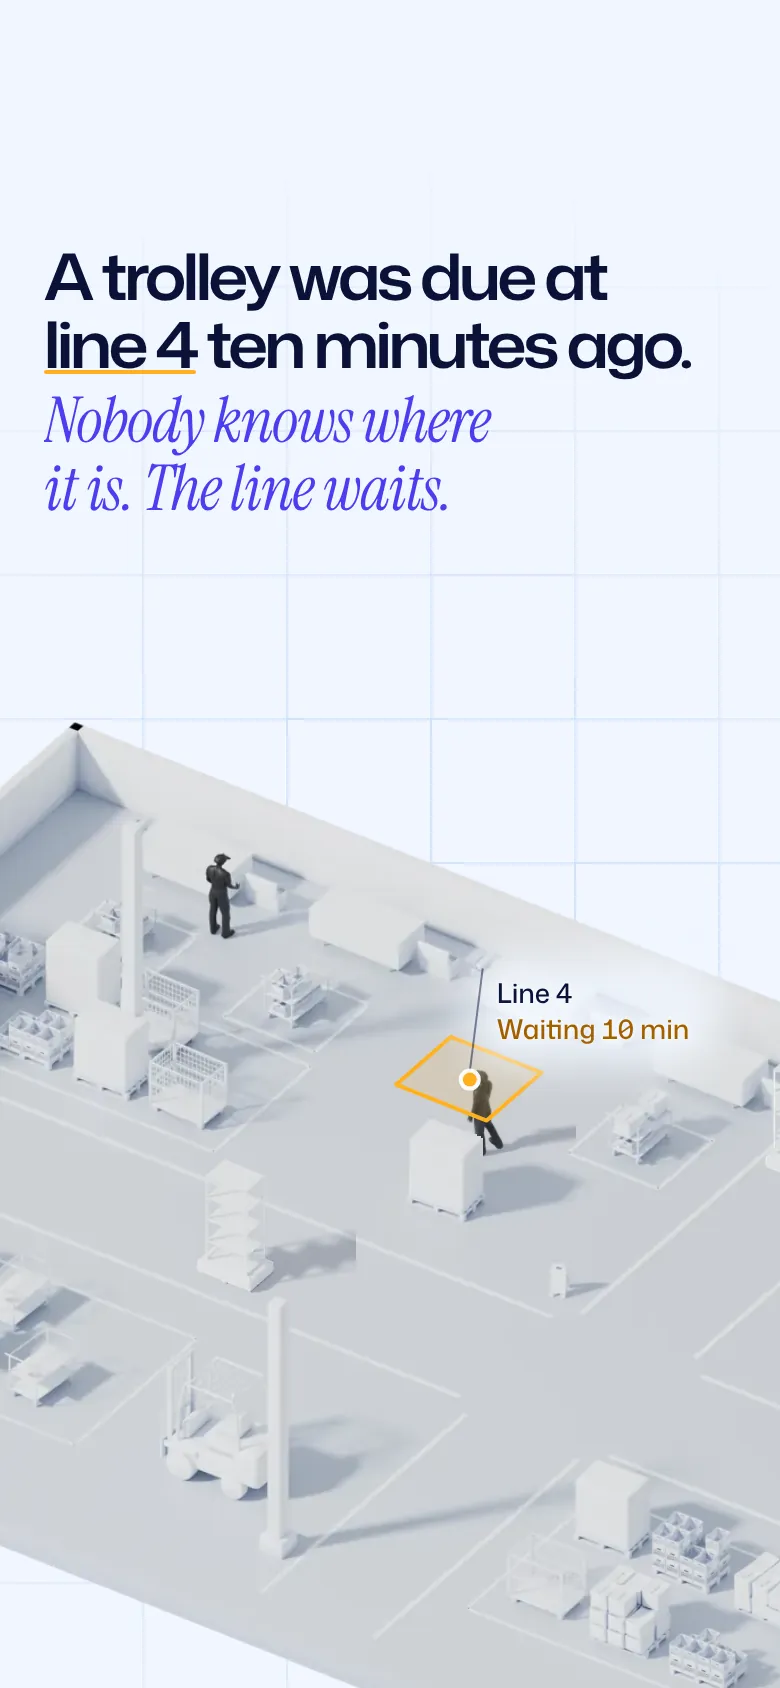 A trolley was due at
line 4 ten minutes ago.
Nobody knows where
it is. The line waits.
Line 4
Waiting 10 min